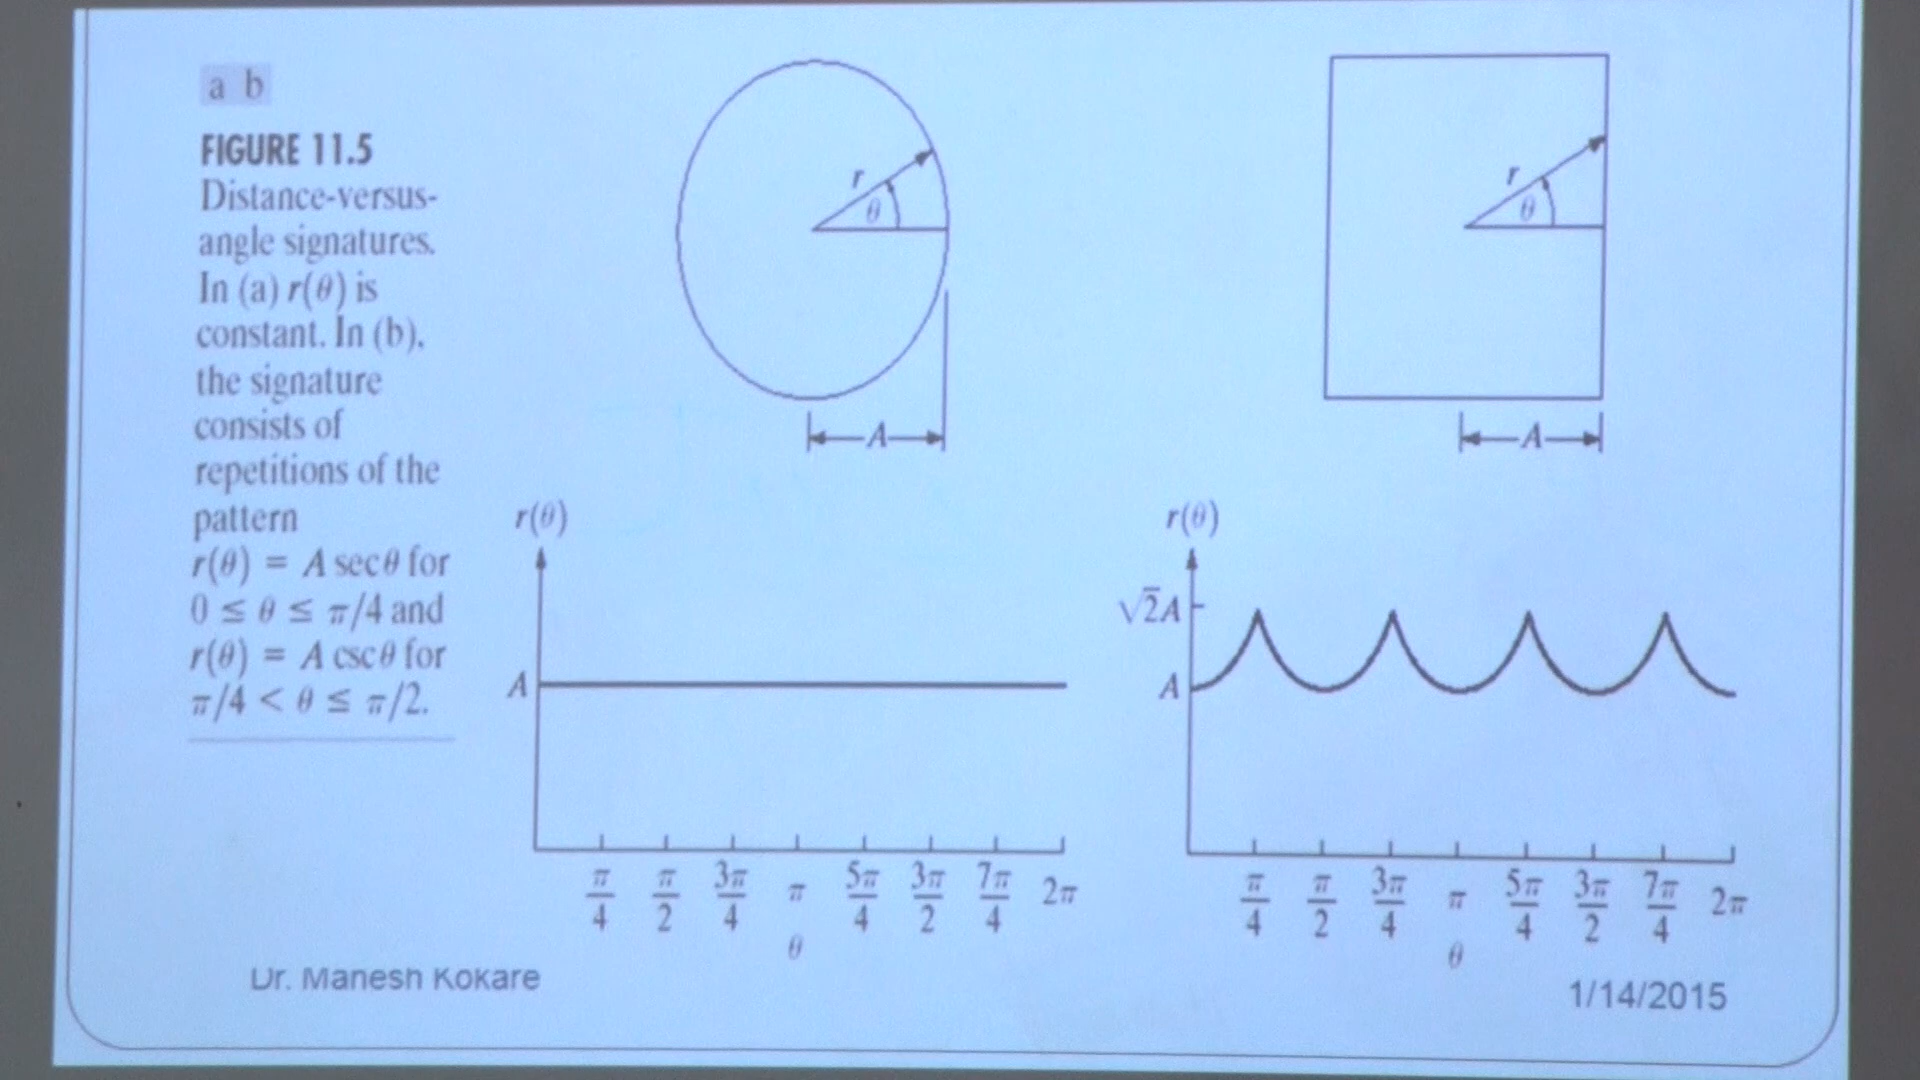 a b
FIGURE 11.5
Distance-versus-
angle signatures.
In (a) r(θ) is
constant. In (b),
the signature
consists of
repetitions of the
pattern
r(θ) = A secθ for
0 ≤ θ ≤ π/4 and
r(θ) = A cscθ for
π/4 < θ ≤ π/2.
r
θ
A
r
θ
A
r(θ)
A
π/4 π/2 3π/4 π 5π/4 3π/2 7π/4 2π
θ
r(θ)
√2A
A
π/4 π/2 3π/4 π 5π/4 3π/2 7π/4 2π
θ
Dr. Manesh Kokare
1/14/2015